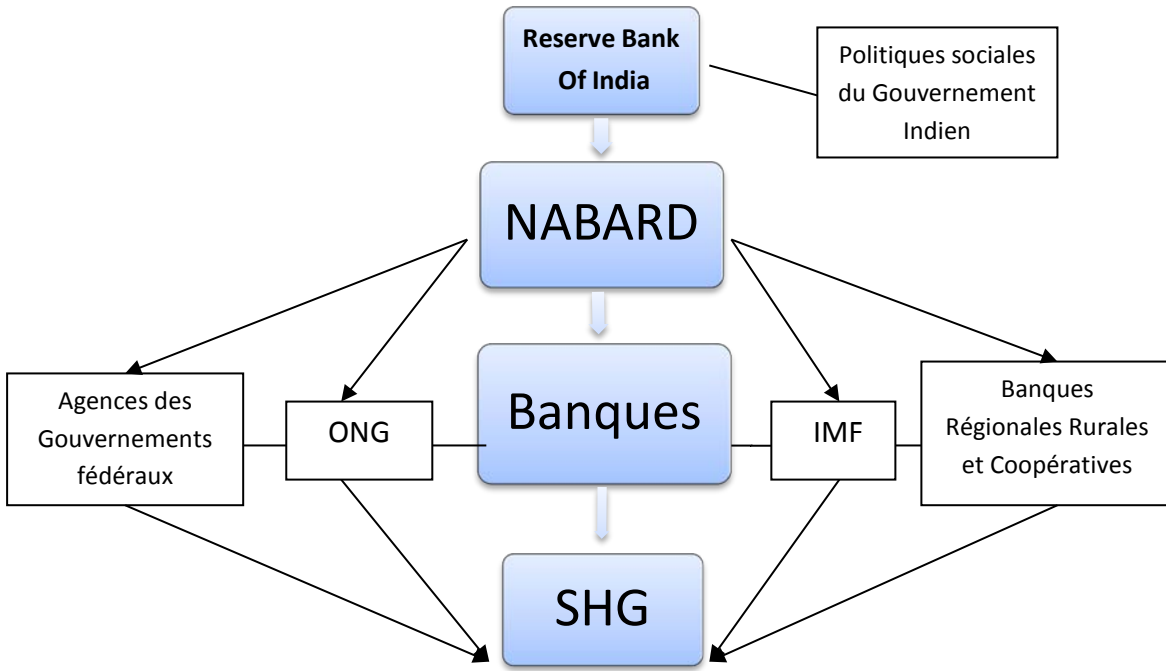 Reserve Bank
Of India
Politiques sociales
du Gouvernement
Indien
NABARD
Agences des
Gouvernements
fédéraux
ONG
Banques
IMF
Banques
Régionales Rurales
et Coopératives
SHG